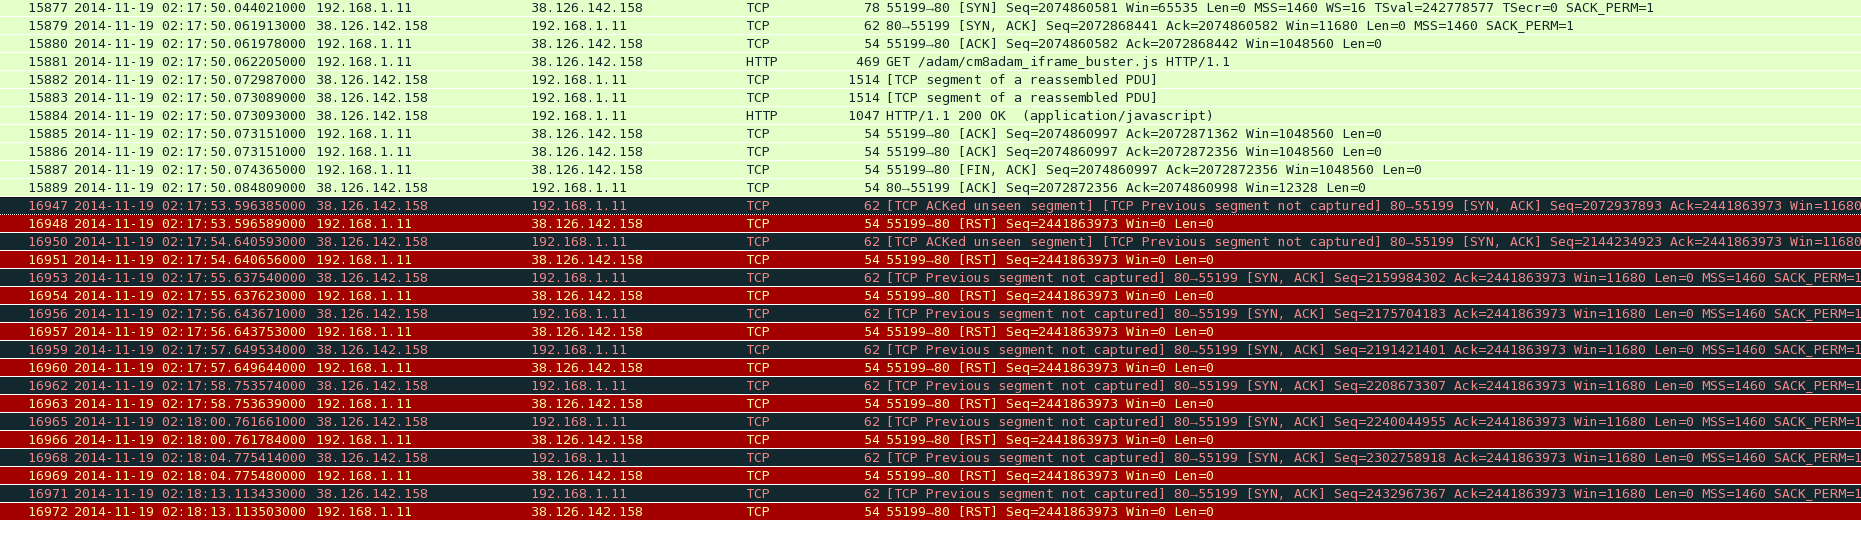 15877 2014-11-19 02:17:50.044021000 192.168.1.11 38.126.142.158 TCP 78 55199→80 [SYN] Seq=2074860581 Win=65535 Len=0 MSS=1460 WS=16 TSval=242778577 TSecr=0 SACK_PERM=1
15879 2014-11-19 02:17:50.061913000 38.126.142.158 192.168.1.11 TCP 62 80→55199 [SYN, ACK] Seq=2072868441 Ack=2074860582 Win=11680 Len=0 MSS=1460 SACK_PERM=1
15880 2014-11-19 02:17:50.061978000 192.168.1.11 38.126.142.158 TCP 54 55199→80 [ACK] Seq=2074860582 Ack=2072868442 Win=1048560 Len=0
15881 2014-11-19 02:17:50.062205000 192.168.1.11 38.126.142.158 HTTP 469 GET /adam/cm8adam_iframe_buster.js HTTP/1.1
15882 2014-11-19 02:17:50.072987000 38.126.142.158 192.168.1.11 TCP 1514 [TCP segment of a reassembled PDU]
15883 2014-11-19 02:17:50.073089000 38.126.142.158 192.168.1.11 TCP 1514 [TCP segment of a reassembled PDU]
15884 2014-11-19 02:17:50.073093000 38.126.142.158 192.168.1.11 HTTP 1047 HTTP/1.1 200 OK (application/javascript)
15885 2014-11-19 02:17:50.073151000 192.168.1.11 38.126.142.158 TCP 54 55199→80 [ACK] Seq=2074860997 Ack=2072871362 Win=1048560 Len=0
15886 2014-11-19 02:17:50.073151000 192.168.1.11 38.126.142.158 TCP 54 55199→80 [ACK] Seq=2074860997 Ack=2072872356 Win=1048560 Len=0
15887 2014-11-19 02:17:50.074365000 192.168.1.11 38.126.142.158 TCP 54 55199→80 [FIN, ACK] Seq=2074860997 Ack=2072872356 Win=1048560 Len=0
15889 2014-11-19 02:17:50.084809000 38.126.142.158 192.168.1.11 TCP 54 80→55199 [ACK] Seq=2072872356 Ack=2074860998 Win=12328 Len=0
16947 2014-11-19 02:17:53.596385000 38.126.142.158 192.168.1.11 TCP 62 [TCP ACKed unseen segment] [TCP Previous segment not captured] 80→55199 [SYN, ACK] Seq=2072937893 Ack=2441863973 Win=11680
16948 2014-11-19 02:17:53.596589000 192.168.1.11 38.126.142.158 TCP 54 55199→80 [RST] Seq=2441863973 Win=0 Len=0
16950 2014-11-19 02:17:54.640593000 38.126.142.158 192.168.1.11 TCP 62 [TCP ACKed unseen segment] [TCP Previous segment not captured] 80→55199 [SYN, ACK] Seq=2144234923 Ack=2441863973 Win=11680
16951 2014-11-19 02:17:54.640656000 192.168.1.11 38.126.142.158 TCP 54 55199→80 [RST] Seq=2441863973 Win=0 Len=0
16953 2014-11-19 02:17:55.637540000 38.126.142.158 192.168.1.11 TCP 62 [TCP Previous segment not captured] 80→55199 [SYN, ACK] Seq=2159984302 Ack=2441863973 Win=11680 Len=0 MSS=1460 SACK_PERM=1
16954 2014-11-19 02:17:55.637623000 192.168.1.11 38.126.142.158 TCP 54 55199→80 [RST] Seq=2441863973 Win=0 Len=0
16956 2014-11-19 02:17:56.643671000 38.126.142.158 192.168.1.11 TCP 62 [TCP Previous segment not captured] 80→55199 [SYN, ACK] Seq=2175704183 Ack=2441863973 Win=11680 Len=0 MSS=1460 SACK_PERM=1
16957 2014-11-19 02:17:56.643753000 192.168.1.11 38.126.142.158 TCP 54 55199→80 [RST] Seq=2441863973 Win=0 Len=0
16959 2014-11-19 02:17:57.649534000 38.126.142.158 192.168.1.11 TCP 62 [TCP Previous segment not captured] 80→55199 [SYN, ACK] Seq=2191421401 Ack=2441863973 Win=11680 Len=0 MSS=1460 SACK_PERM=1
16960 2014-11-19 02:17:57.649644000 192.168.1.11 38.126.142.158 TCP 54 55199→80 [RST] Seq=2441863973 Win=0 Len=0
16962 2014-11-19 02:17:58.753574000 38.126.142.158 192.168.1.11 TCP 62 [TCP Previous segment not captured] 80→55199 [SYN, ACK] Seq=2208673307 Ack=2441863973 Win=11680 Len=0 MSS=1460 SACK_PERM=1
16963 2014-11-19 02:17:58.753639000 192.168.1.11 38.126.142.158 TCP 54 55199→80 [RST] Seq=2441863973 Win=0 Len=0
16965 2014-11-19 02:18:00.761661000 38.126.142.158 192.168.1.11 TCP 62 [TCP Previous segment not captured] 80→55199 [SYN, ACK] Seq=2240044955 Ack=2441863973 Win=11680 Len=0 MSS=1460 SACK_PERM=1
16966 2014-11-19 02:18:00.761784000 192.168.1.11 38.126.142.158 TCP 54 55199→80 [RST] Seq=2441863973 Win=0 Len=0
16968 2014-11-19 02:18:04.775414000 38.126.142.158 192.168.1.11 TCP 62 [TCP Previous segment not captured] 80→55199 [SYN, ACK] Seq=2302758918 Ack=2441863973 Win=11680 Len=0 MSS=1460 SACK_PERM=1
16969 2014-11-19 02:18:04.775480000 192.168.1.11 38.126.142.158 TCP 54 55199→80 [RST] Seq=2441863973 Win=0 Len=0
16971 2014-11-19 02:18:13.113433000 38.126.142.158 192.168.1.11 TCP 62 [TCP Previous segment not captured] 80→55199 [SYN, ACK] Seq=2432967367 Ack=2441863973 Win=11680 Len=0 MSS=1460 SACK_PERM=1
16972 2014-11-19 02:18:13.113503000 192.168.1.11 38.126.142.158 TCP 54 55199→80 [RST] Seq=2441863973 Win=0 Len=0